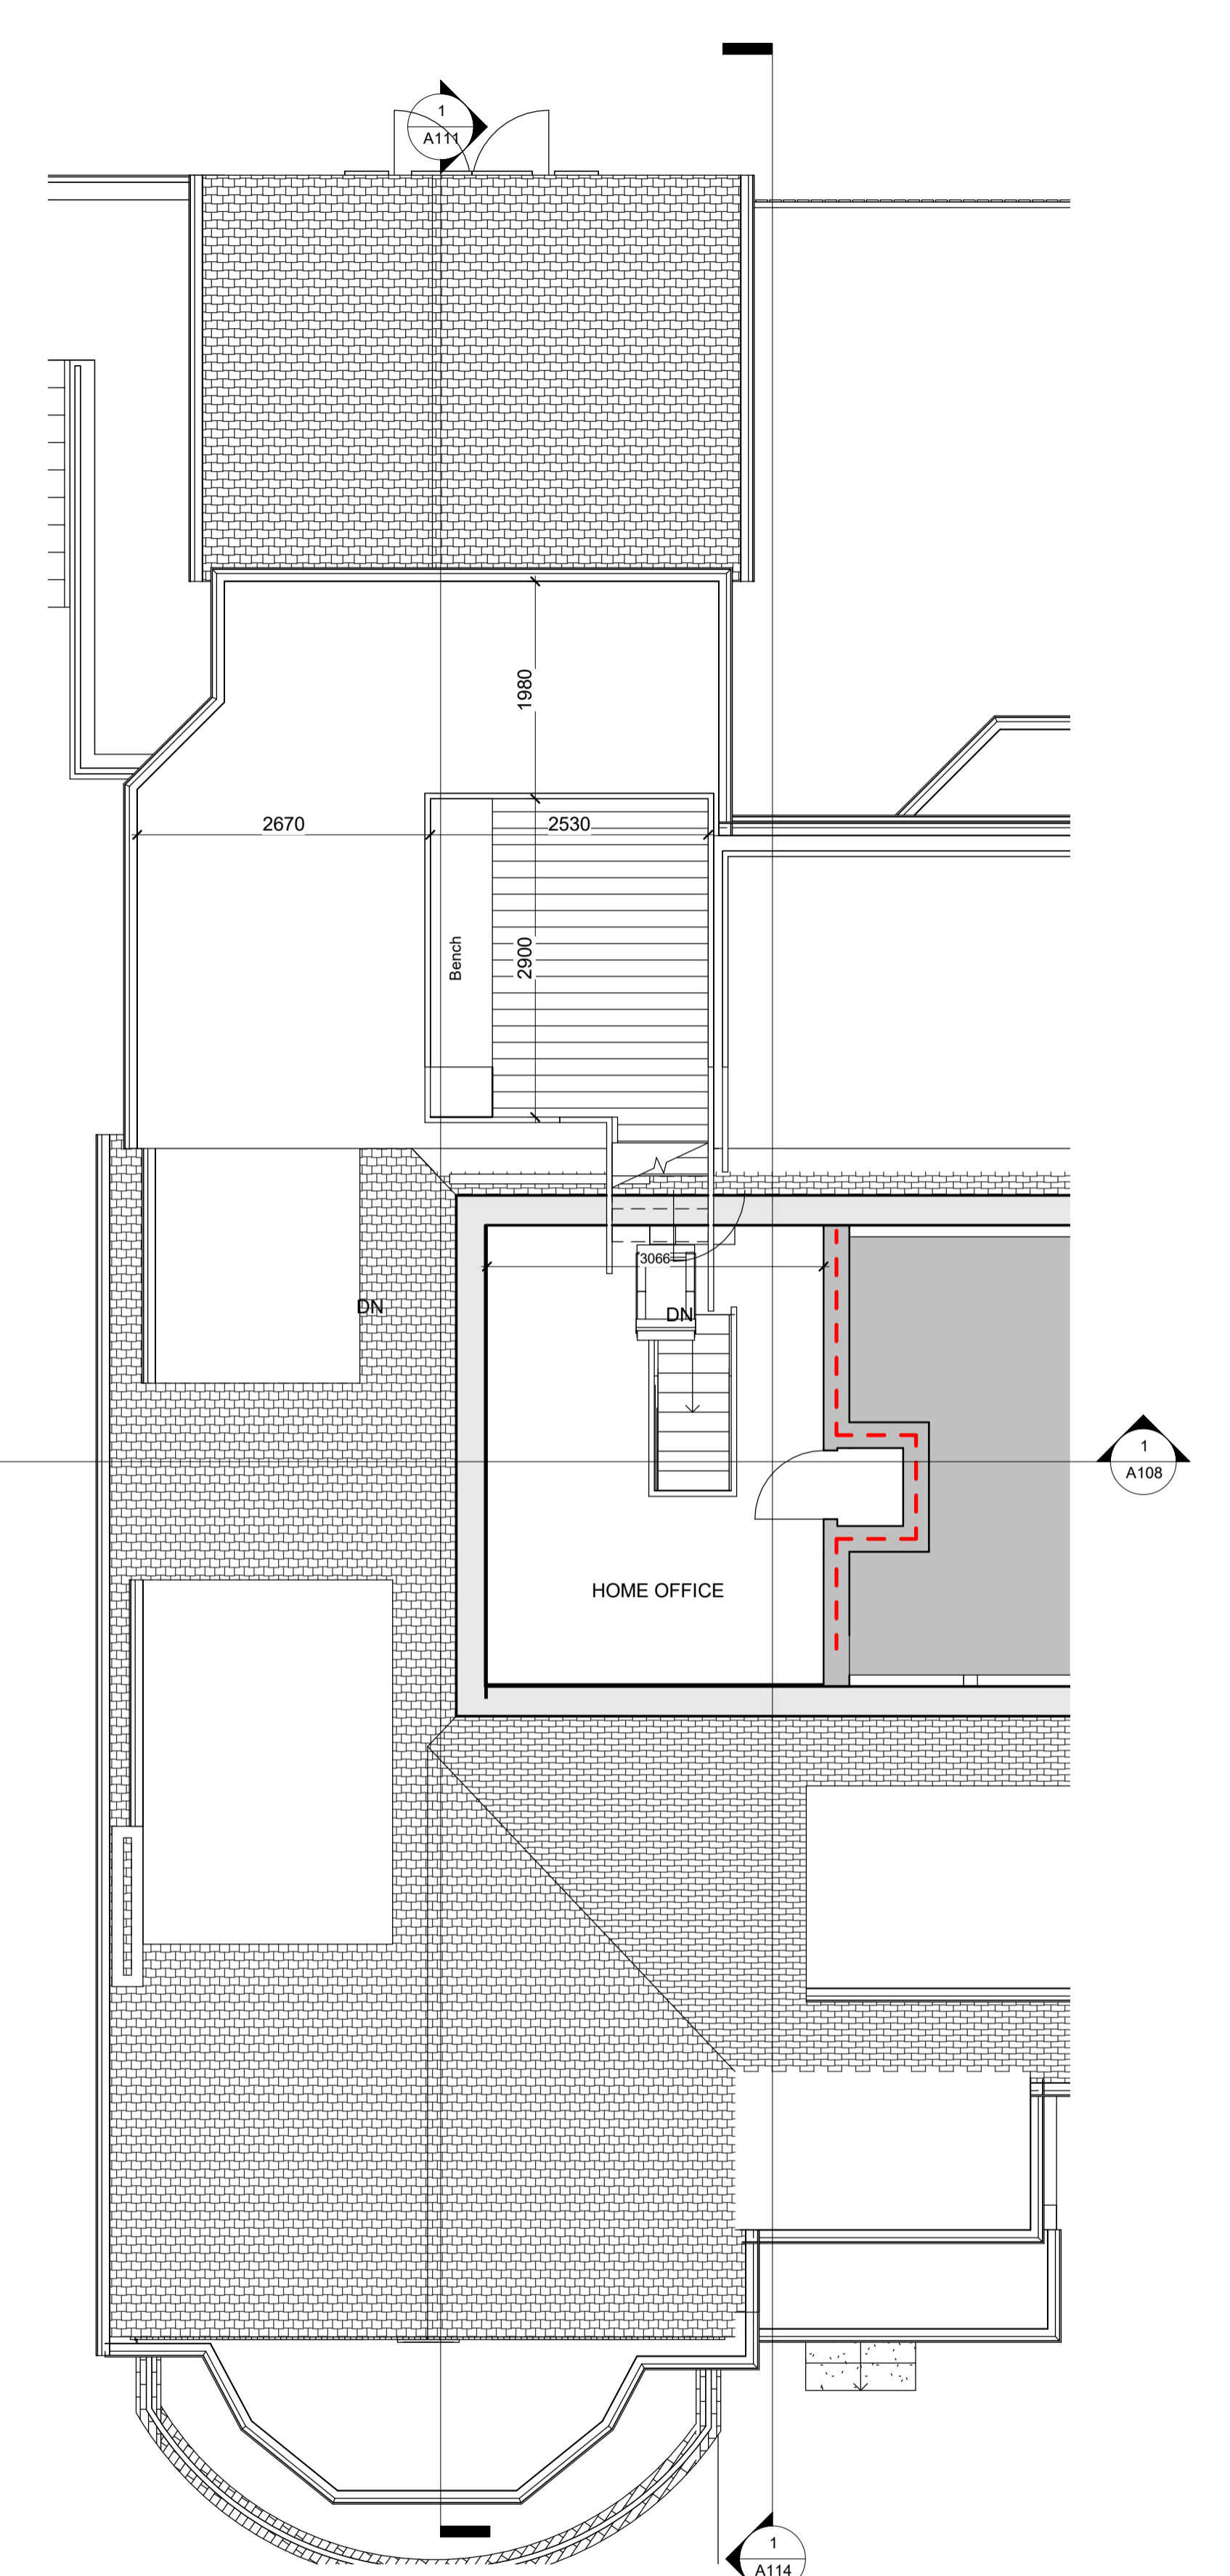 1
A111
1980
2670
2530
Bench
2900
3066
DN
DN
1
A108
HOME OFFICE
1
A114